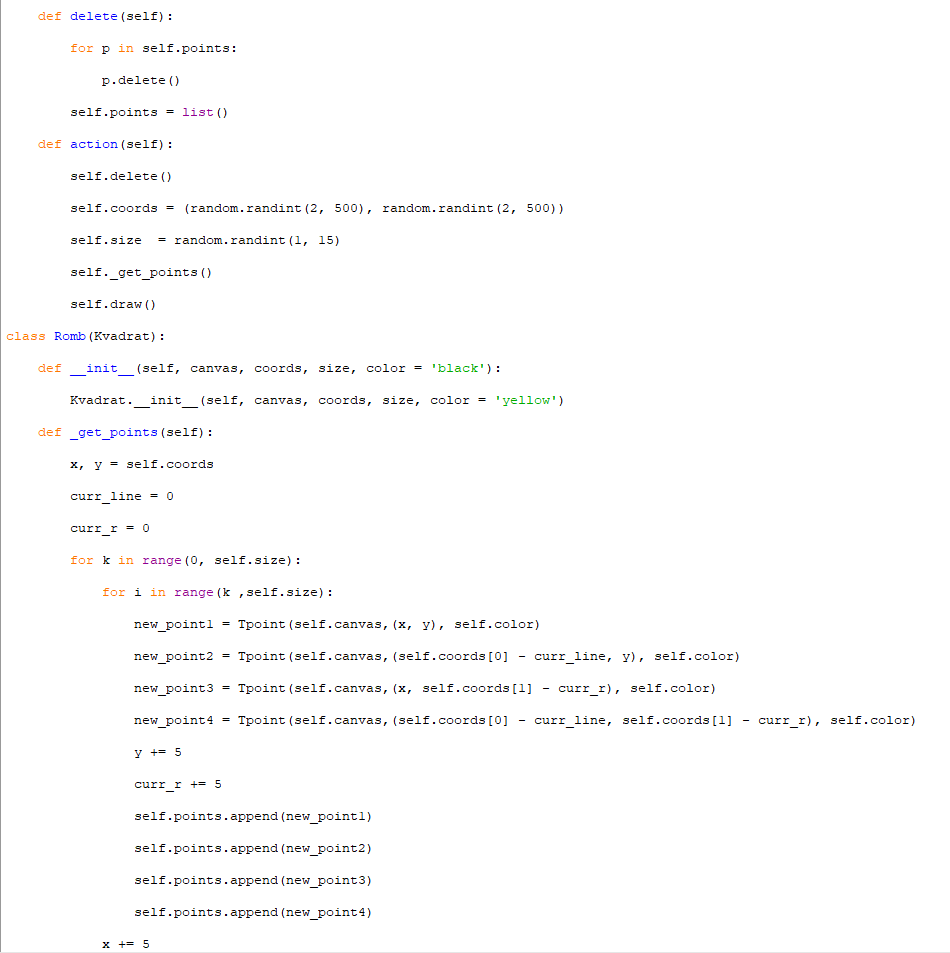 def delete(self):
for p in self.points:
p.delete()
self.points = list()
def action(self):
self.delete()
self.coords = (random.randint(2, 500), random.randint(2, 500))
self.size  = random.randint(1, 15)
self._get_points()
self.draw()
class Romb(Kvadrat):
def __init__(self, canvas, coords, size, color = 'black'):
Kvadrat.__init__(self, canvas, coords, size, color = 'yellow')
def _get_points(self):
x, y = self.coords
curr_line = 0
curr_r = 0
for k in range(0, self.size):
for i in range(k ,self.size):
new_point1 = Tpoint(self.canvas,(x, y), self.color)
new_point2 = Tpoint(self.canvas,(self.coords[0] - curr_line, y), self.color)
new_point3 = Tpoint(self.canvas,(x, self.coords[1] - curr_r), self.color)
new_point4 = Tpoint(self.canvas,(self.coords[0] - curr_line, self.coords[1] - curr_r), self.color)
y += 5
curr_r += 5
self.points.append(new_point1)
self.points.append(new_point2)
self.points.append(new_point3)
self.points.append(new_point4)
x += 5